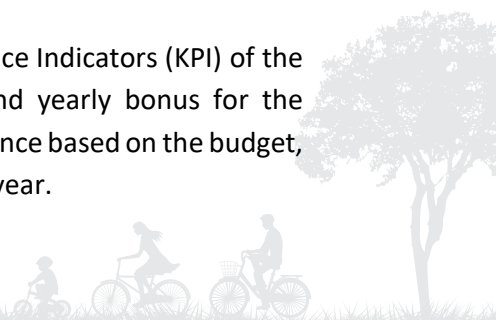 ce Indicators (KPI) of the
nd yearly bonus for the
nce based on the budget,
year.